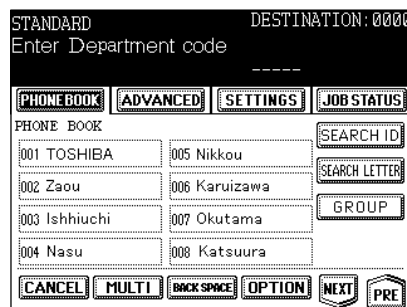 STANDARD DESTINATION:0000
Enter Department code
-----
PHONE BOOK ADVANCED SETTINGS JOB STATUS
PHONE BOOK
SEARCH ID
001 TOSHIBA 005 Nikkou
SEARCH LETTER
002 Zaou 006 Karuizawa
GROUP
003 Ishhiuchi 007 Okutama
004 Nasu 008 Katsuura
CANCEL MULTI BACK SPACE OPTION NEXT PRE